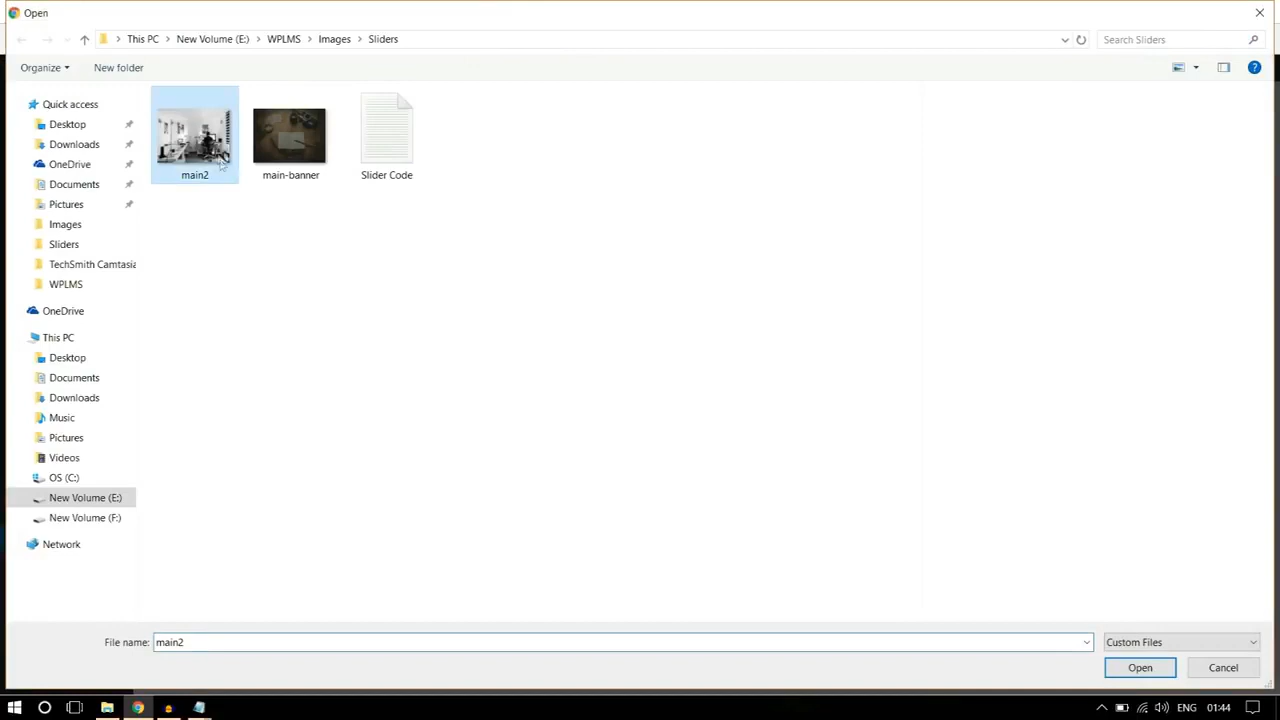 Open
This PC > New Volume (E:) > WPLMS > Images > Sliders
Search Sliders
Organize
New folder
Quick access
Desktop
Downloads
OneDrive
Documents
Pictures
Images
Sliders
TechSmith Camtasia
WPLMS
OneDrive
This PC
Desktop
Documents
Downloads
Music
Pictures
Videos
OS (C:)
New Volume (E:)
New Volume (F:)
Network
main2
main-banner
Slider Code
File name: main2
Custom Files
Open
Cancel
ENG
01:44